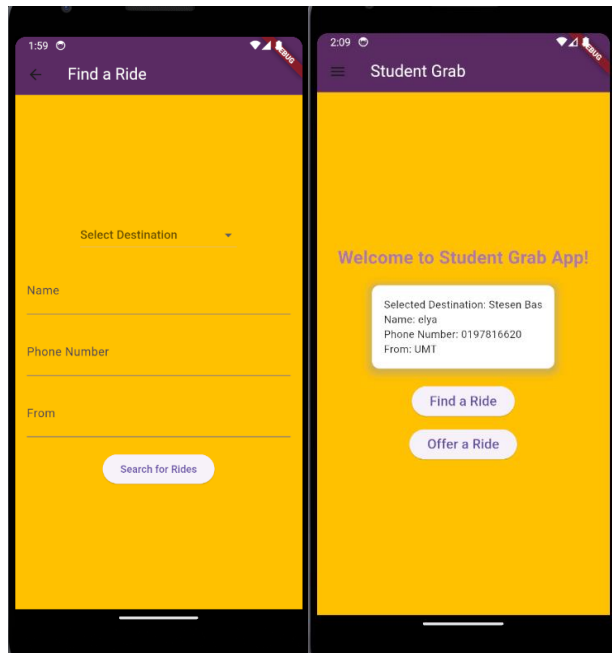 1:59
DEBUG
Find a Ride
Select Destination
Name
Phone Number
From
Search for Rides
2:09
DEBUG
Student Grab
Welcome to Student Grab App!
Selected Destination: Stesen Bas
Name: elya
Phone Number: 0197816620
From: UMT
Find a Ride
Offer a Ride